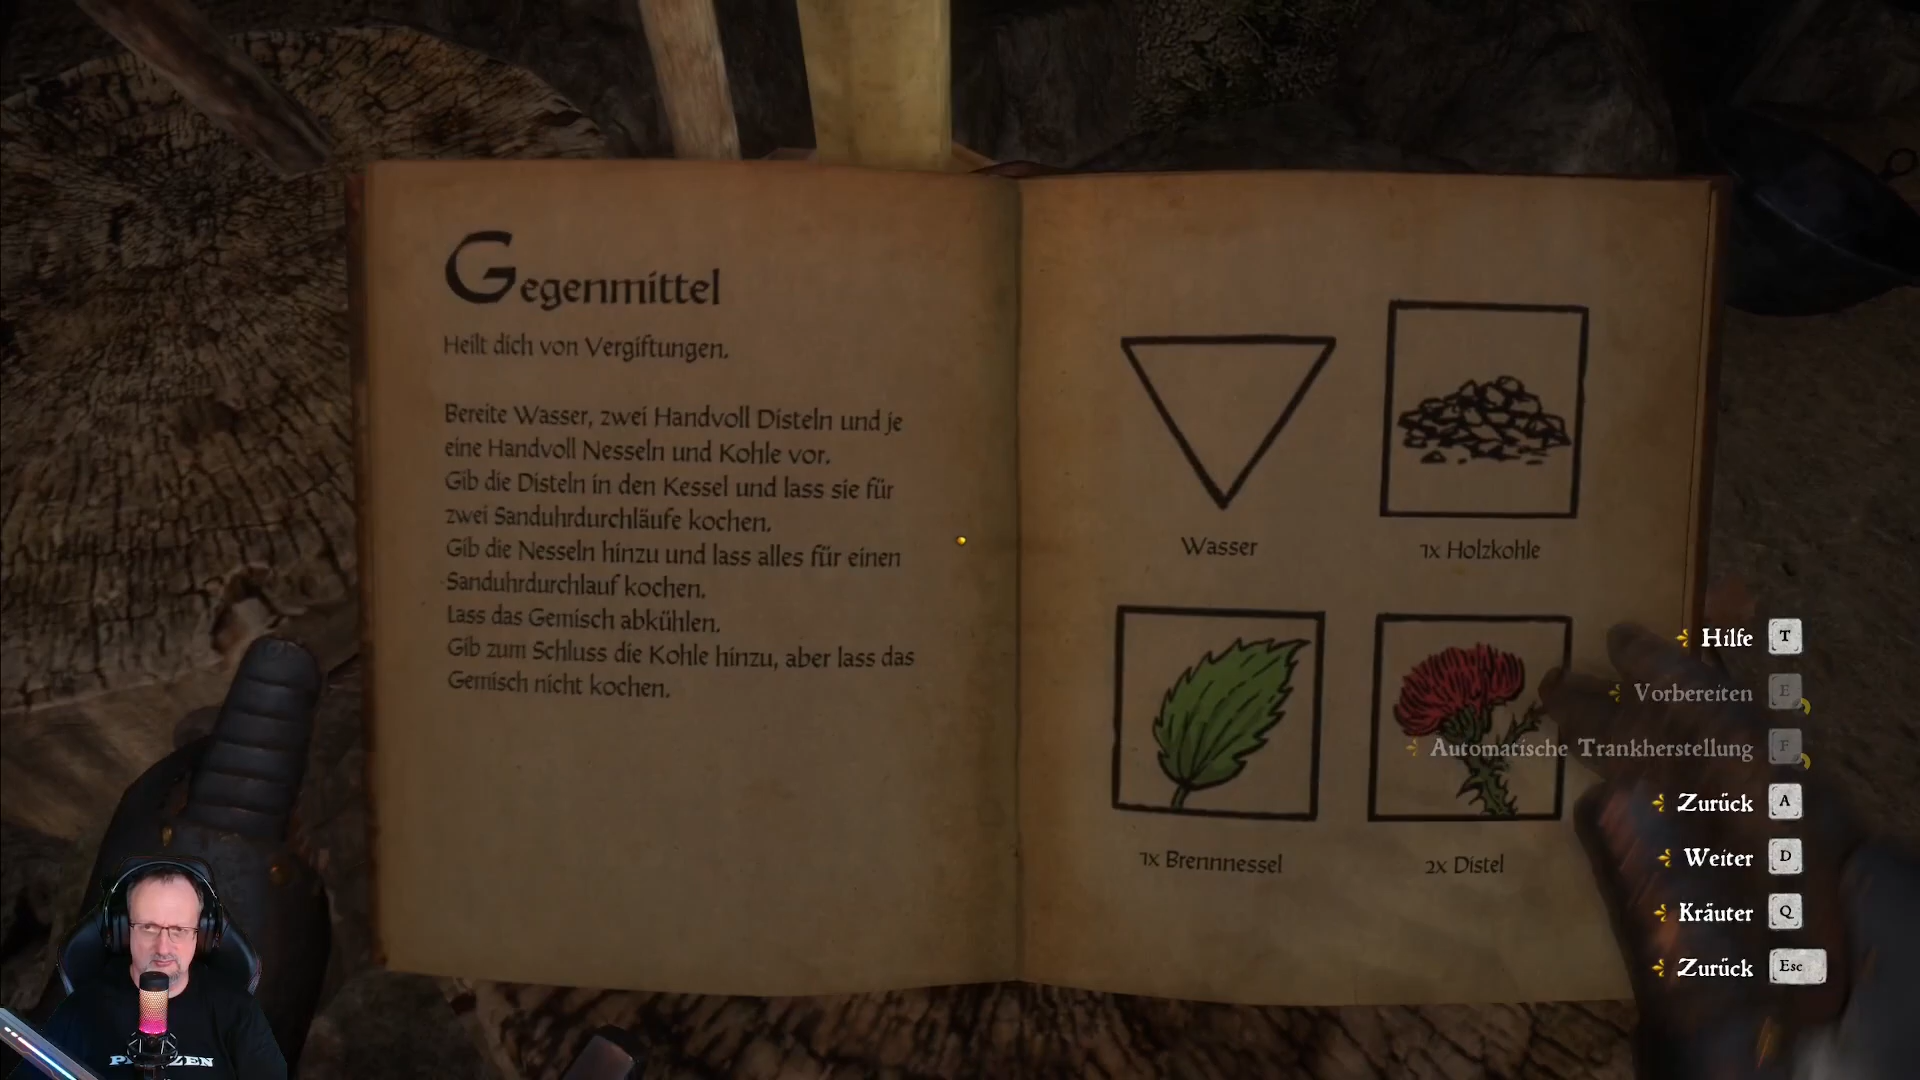 Gegenmittel
Heilt dich von Vergiftungen.
Bereite Wasser, zwei Handvoll Disteln und je
eine Handvoll Nesseln und Kohle vor.
Gib die Disteln in den Kessel und lass sie für
zwei Sanduhrdurchläufe kochen.
Gib die Nesseln hinzu und lass alles für einen
Sanduhrdurchlauf kochen.
Lass das Gemisch abkühlen.
Gib zum Schluss die Kohle hinzu, aber lass das
Gemisch nicht kochen.
Wasser
1x Holzkohle
1x Brennnessel
2x Distel
Hilfe T
Vorbereiten E
Automatische Trankherstellung F
Zurück A
Weiter D
Kräuter Q
Zurück Esc